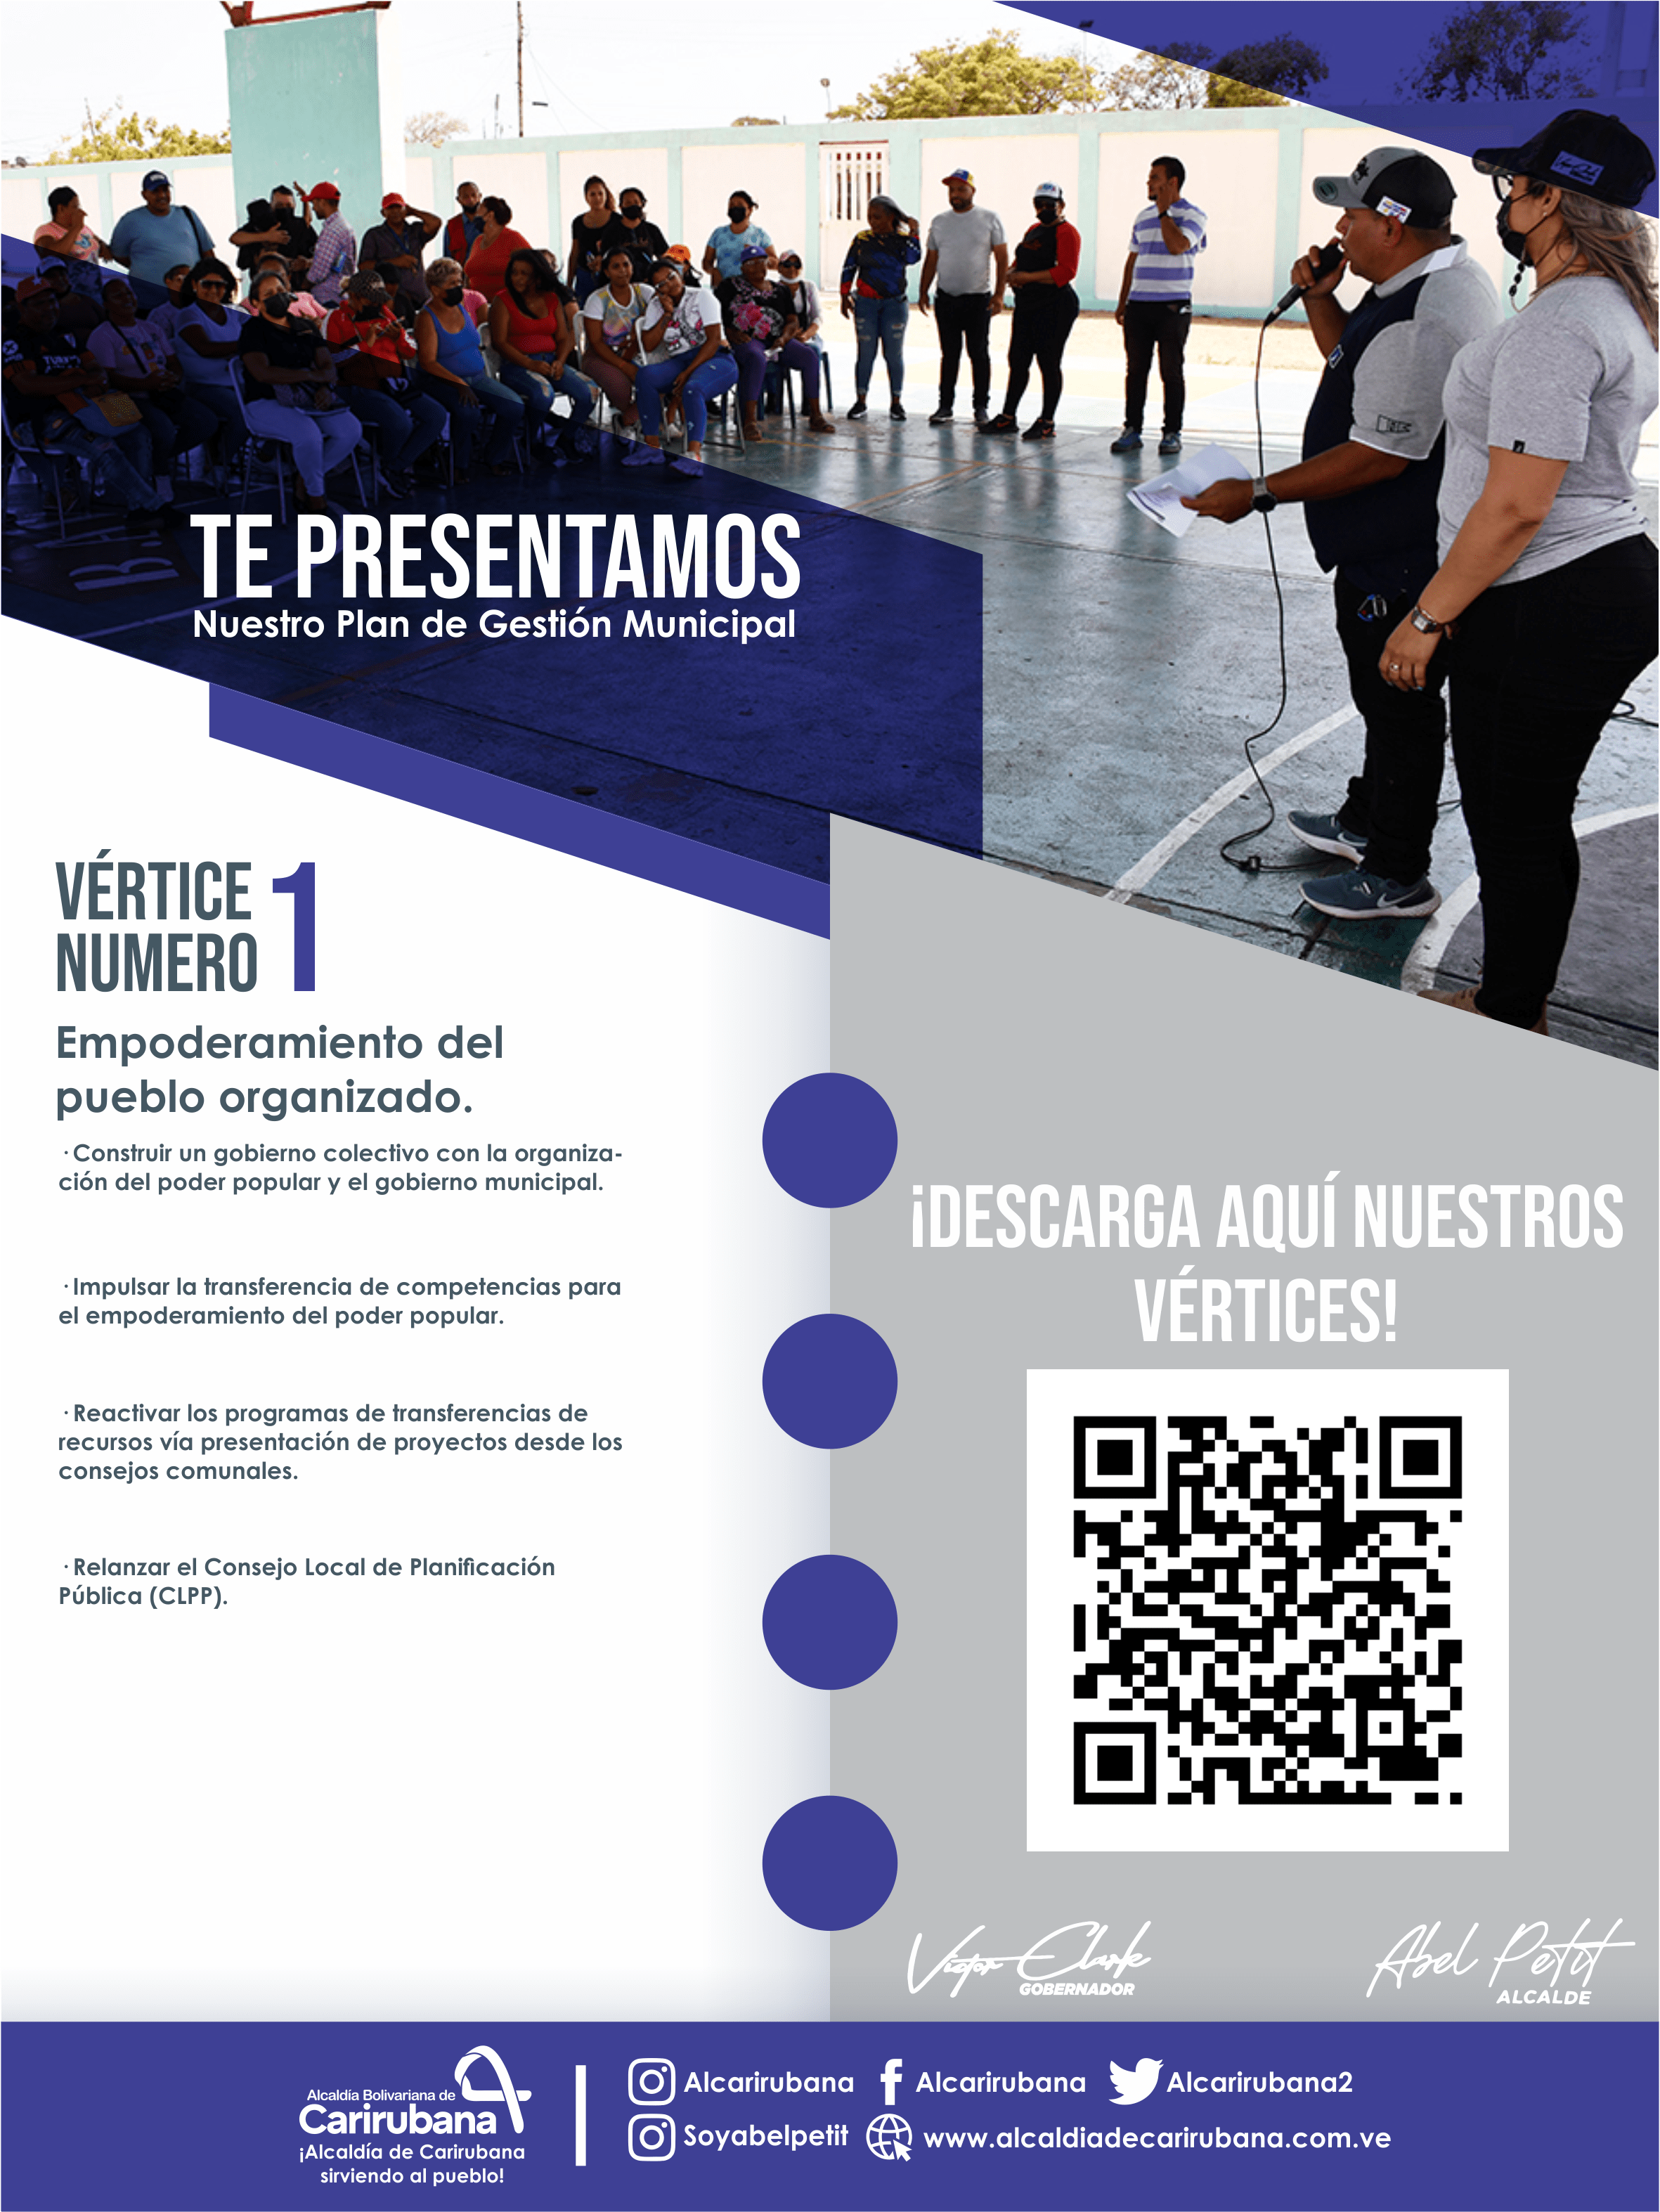 TE PRESENTAMOS
Nuestro Plan de Gestión Municipal
VÉRTICE
NUMERO
1
Empoderamiento del
pueblo organizado.
·Construir un gobierno colectivo con la organiza-
ción del poder popular y el gobierno municipal.
·Impulsar la transferencia de competencias para
el empoderamiento del poder popular.
·Reactivar los programas de transferencias de
recursos vía presentación de proyectos desde los
consejos comunales.
·Relanzar el Consejo Local de Planificación
Pública (CLPP).
¡DESCARGA AQUÍ NUESTROS
VÉRTICES!
Victor Clark
GOBERNADOR
Abel Petit
ALCALDE
Alcaldía Bolivariana de
Carirubana
¡Alcaldía de Carirubana
sirviendo al pueblo!
Alcarirubana
Alcarirubana
Alcarirubana2
Soyabelpetit
www.alcaldiadecarirubana.com.ve